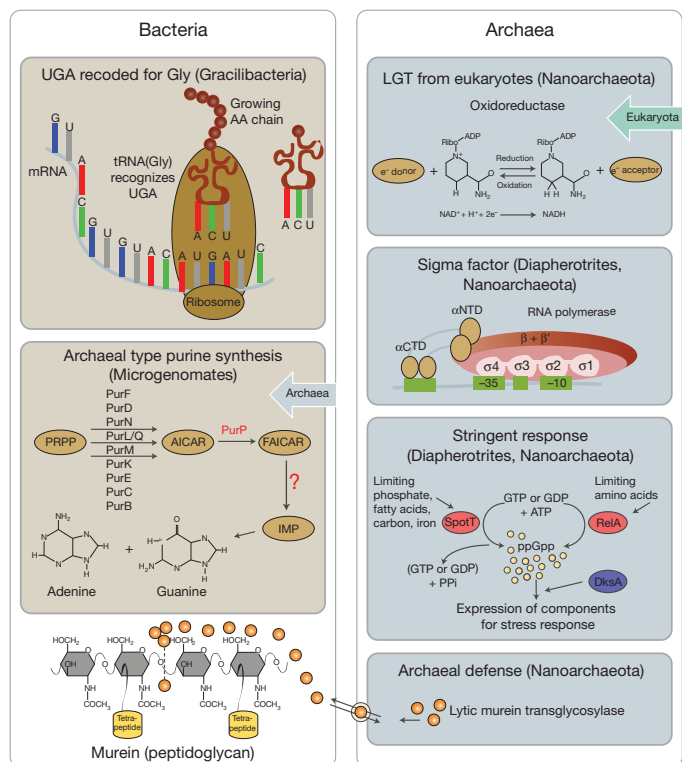 Bacteria
UGA recoded for Gly (Gracilibacteria)
Growing
AA chain
mRNA
tRNA(Gly)
recognizes
UGA
G
U
A
C
G
U
G
U
A
C
A
U
G
A
U
C
A C U
A C U
Ribosome
Archaeal type purine synthesis
(Microgenomates)
Archaea
PurF
PurD
PurN
PurL/Q
PurM
PurK
PurE
PurC
PurB
PRPP
AICAR
PurP
FAICAR
?
IMP
NH2
N
N
H
H
N
N
H
Adenine
+
O
H
N
N
H
H2N
N
N
H
Guanine
HOCH2
HOCH2
HOCH2
HOCH2
O
O
O
O
O
O
O
O
O
OH
OH
NH
NH
NH
NH
COCH3
COCH3
COCH3
COCH3
Tetra-
peptide
Tetra-
peptide
Murein (peptidoglycan)
Archaea
LGT from eukaryotes (Nanoarchaeota)
Oxidoreductase
Eukaryota
ADP
Ribo
N+
O
H
NH2
e− donor
+
Reduction
Oxidation
ADP
Ribo
N
O
H H
NH2
+
e− acceptor
NAD+ + H+ + 2e− NADH
Sigma factor (Diapherotrites,
Nanoarchaeota)
αNTD
RNA polymerase
αCTD
β + β′
σ4 σ3 σ2 σ1
−35 −10
Stringent response
(Diapherotrites, Nanoarchaeota)
Limiting
phosphate,
fatty acids,
carbon, iron
GTP or GDP
+ ATP
Limiting
amino acids
SpotT
RelA
ppGpp
(GTP or GDP)
+ PPi
DksA
Expression of components
for stress response
Archaeal defense (Nanoarchaeota)
Lytic murein transglycosylase